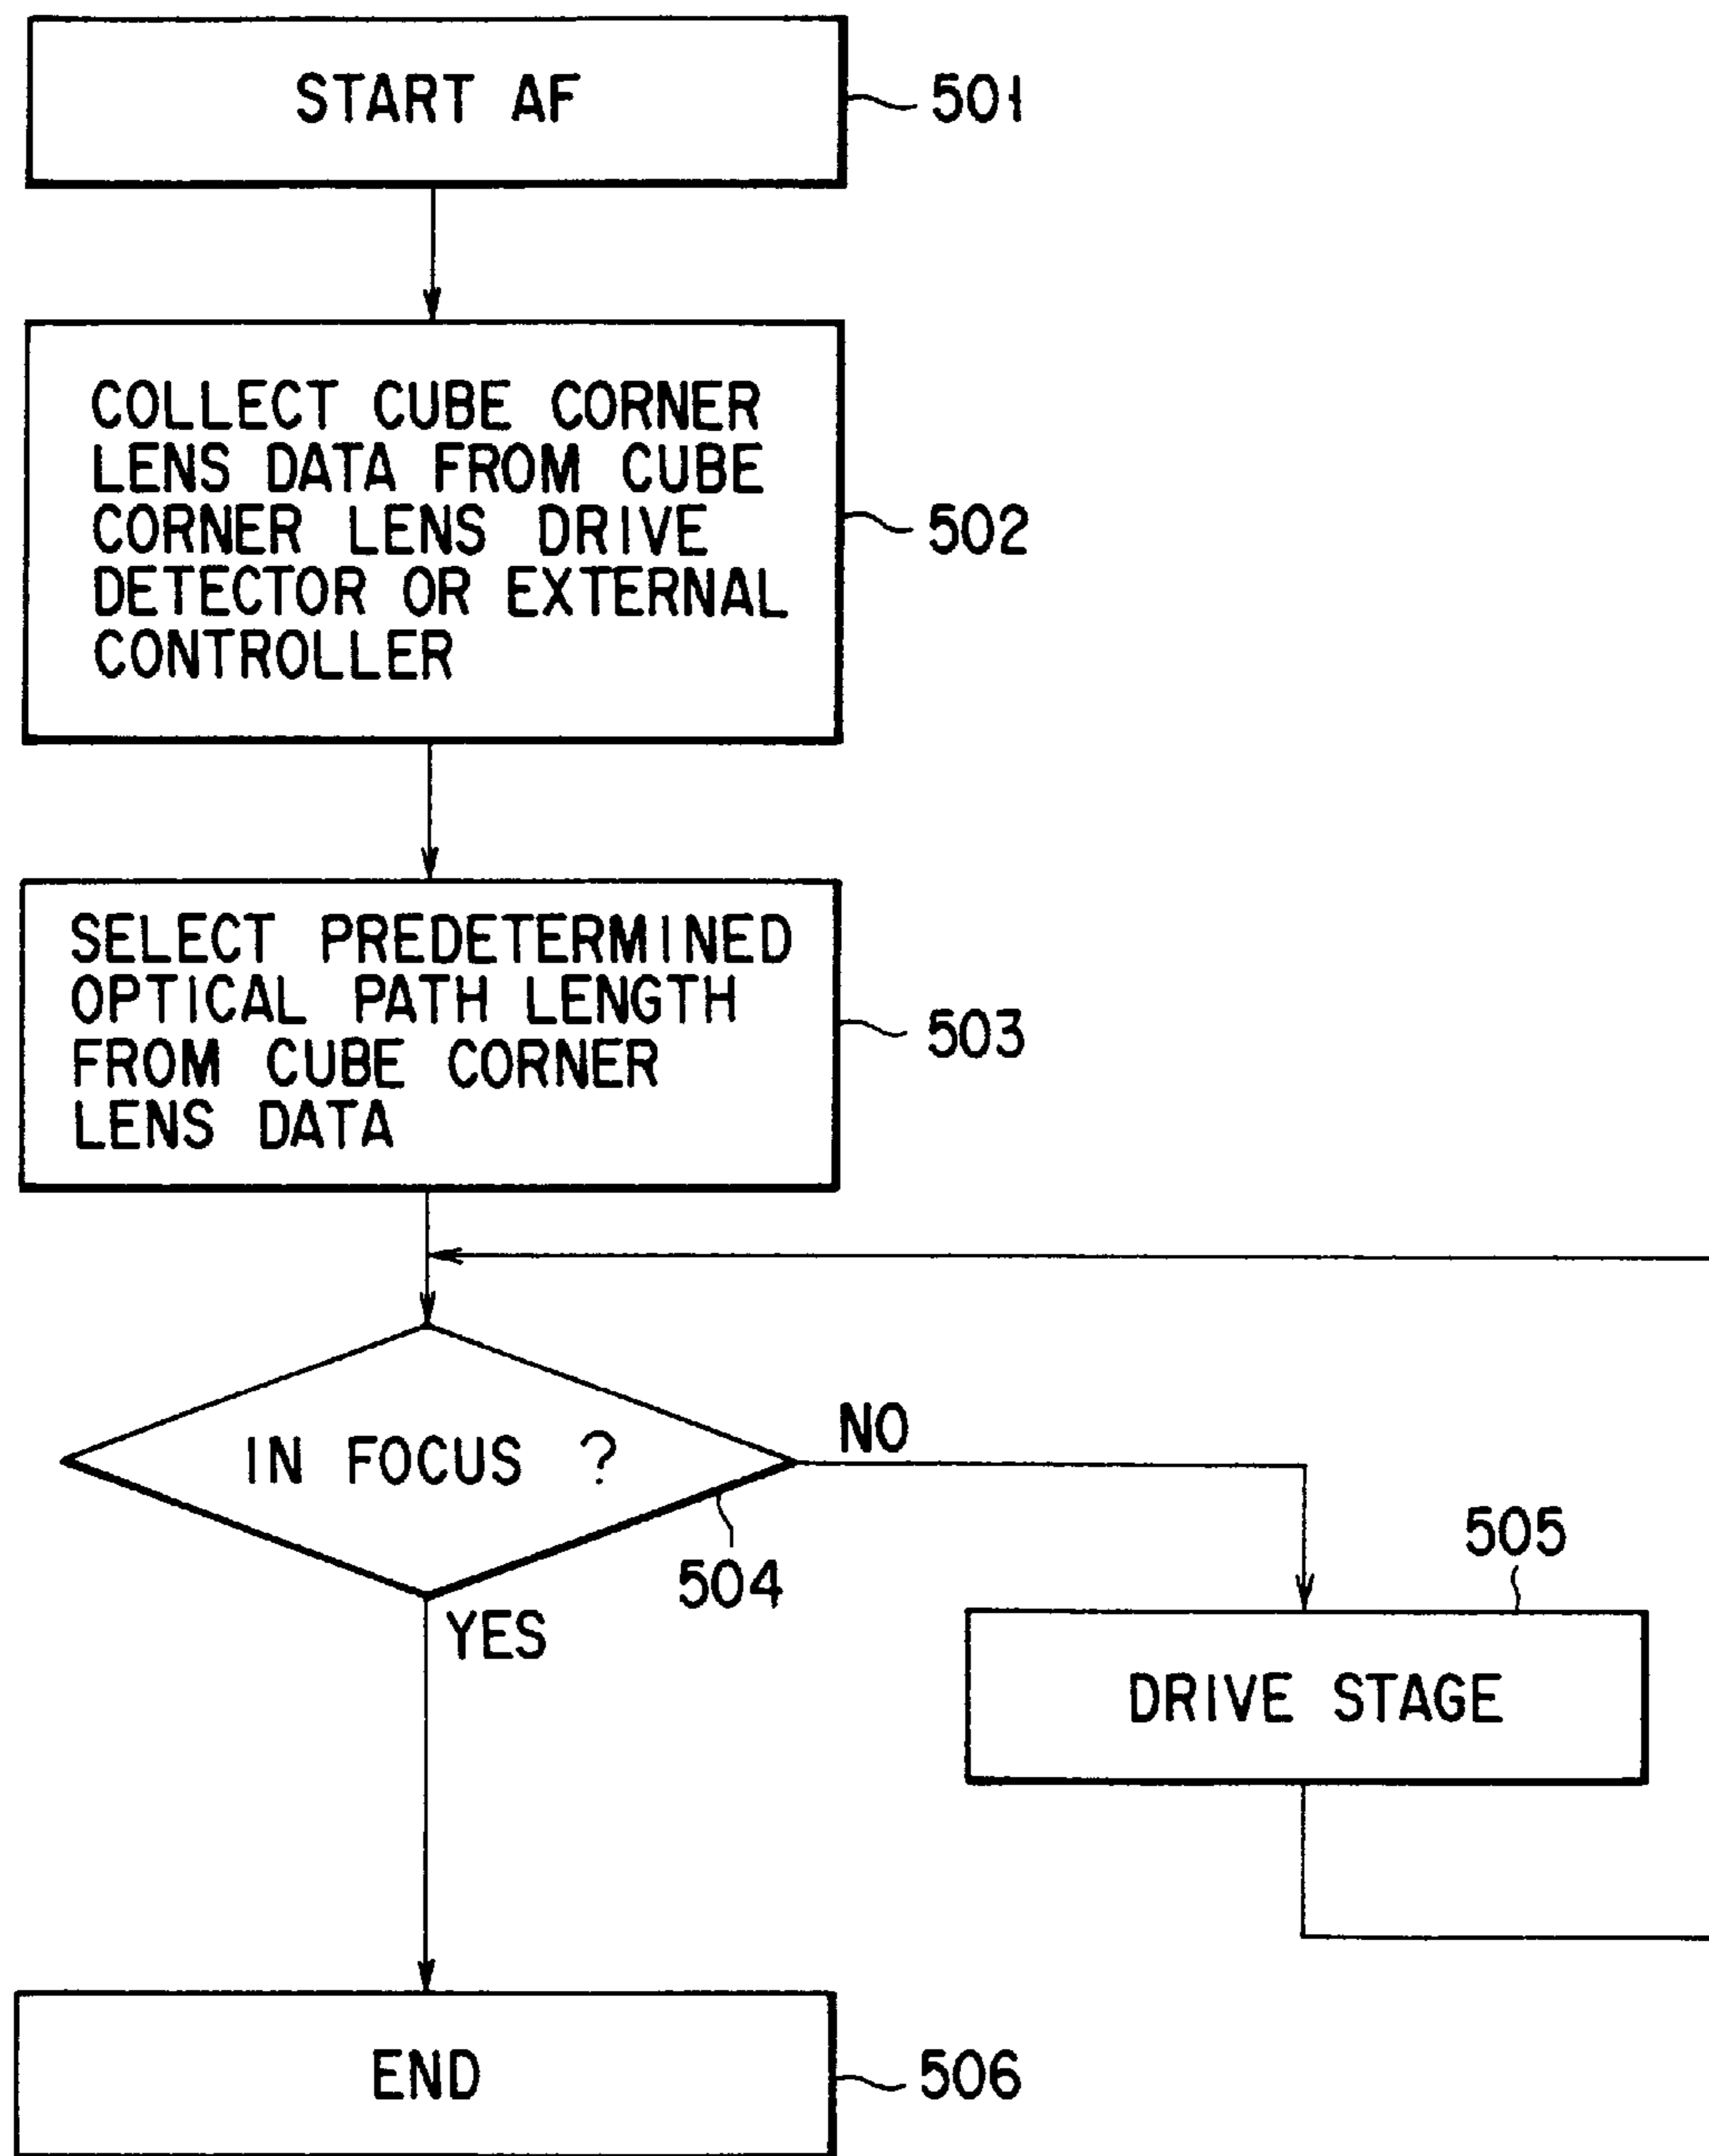 START AF
501
COLLECT CUBE CORNER
LENS DATA FROM CUBE
CORNER LENS DRIVE
DETECTOR OR EXTERNAL
CONTROLLER
502
SELECT PREDETERMINED
OPTICAL PATH LENGTH
FROM CUBE CORNER
LENS DATA
503
IN FOCUS ?
NO
504
YES
505
DRIVE STAGE
END
506